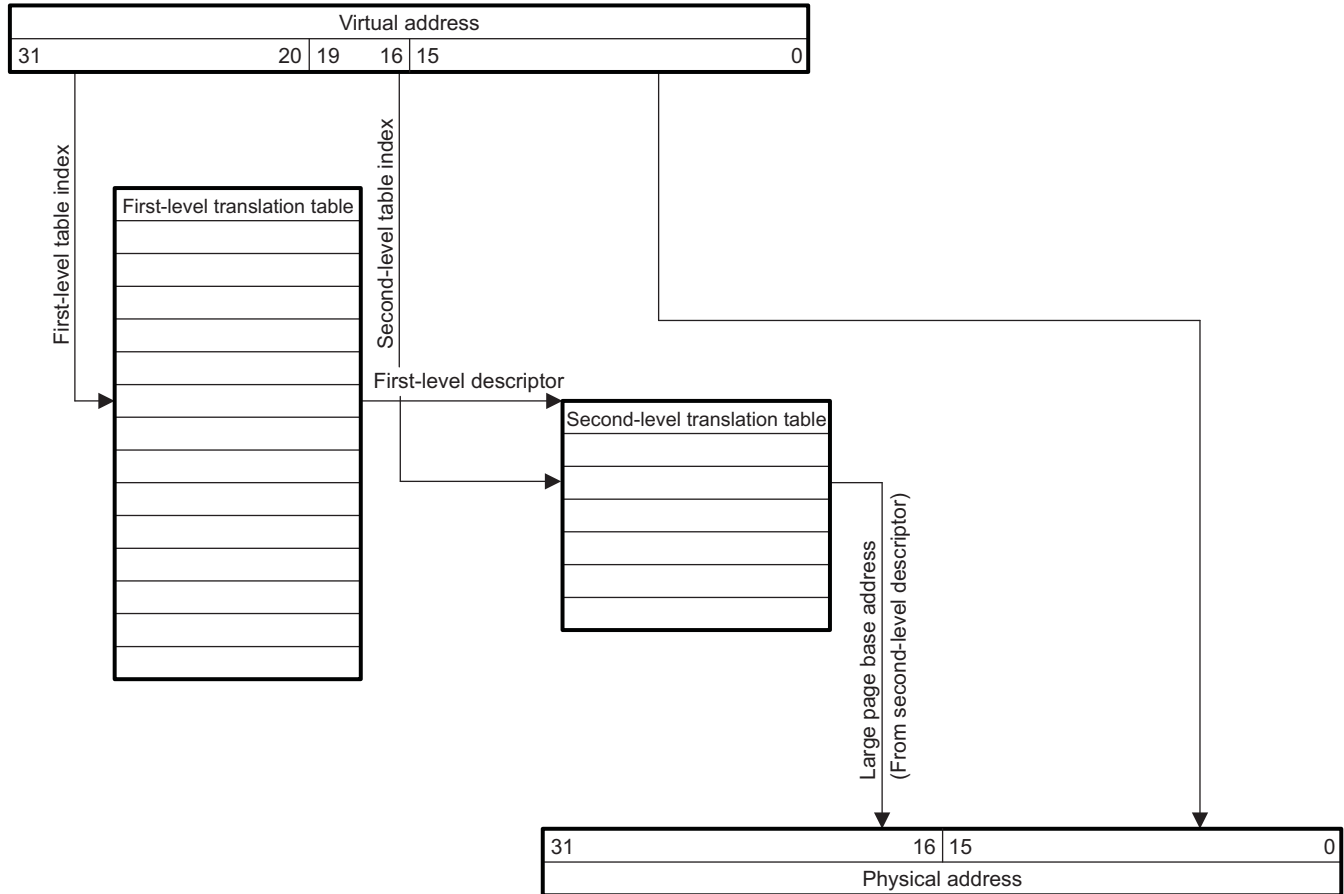 Virtual address
31 20 19 16 15 0
First-level table index
Second-level table index
First-level translation table
First-level descriptor
Second-level translation table
Large page base address
(From second-level descriptor)
31 16 15 0
Physical address